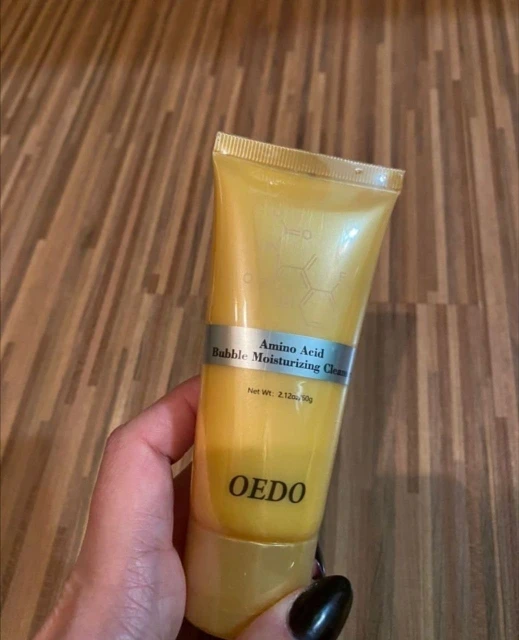 =O
Amino Acid
Bubble Moisturizing
Net Wt: 2.12oz/60g
OEDO